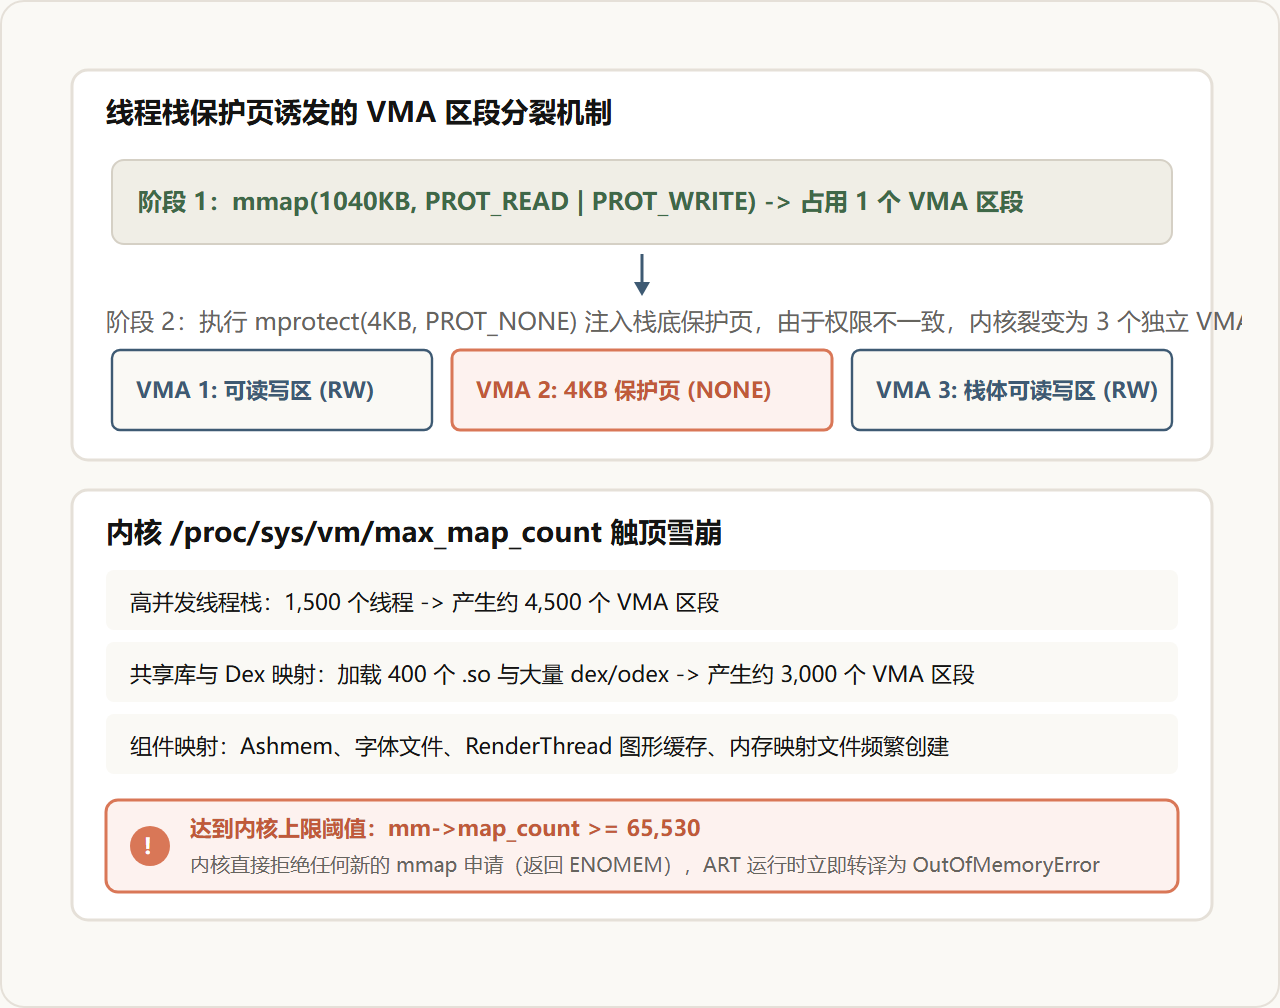 线程栈保护页诱发的 VMA 区段分裂机制
阶段 1：mmap(1040KB, PROT_READ | PROT_WRITE) -> 占用 1 个 VMA 区段
阶段 2：执行 mprotect(4KB, PROT_NONE) 注入栈底保护页，由于权限不一致，内核裂变为 3 个独立 VMA
VMA 1: 可读写区 (RW)
VMA 2: 4KB 保护页 (NONE)
VMA 3: 栈体可读写区 (RW)
内核 /proc/sys/vm/max_map_count 触顶雪崩
高并发线程栈：1,500 个线程 -> 产生约 4,500 个 VMA 区段
共享库与 Dex 映射：加载 400 个 .so 与大量 dex/odex -> 产生约 3,000 个 VMA 区段
组件映射：Ashmem、字体文件、RenderThread 图形缓存、内存映射文件频繁创建
!
达到内核上限阈值：mm->map_count >= 65,530
内核直接拒绝任何新的 mmap 申请（返回 ENOMEM），ART 运行时立即转译为 OutOfMemoryError